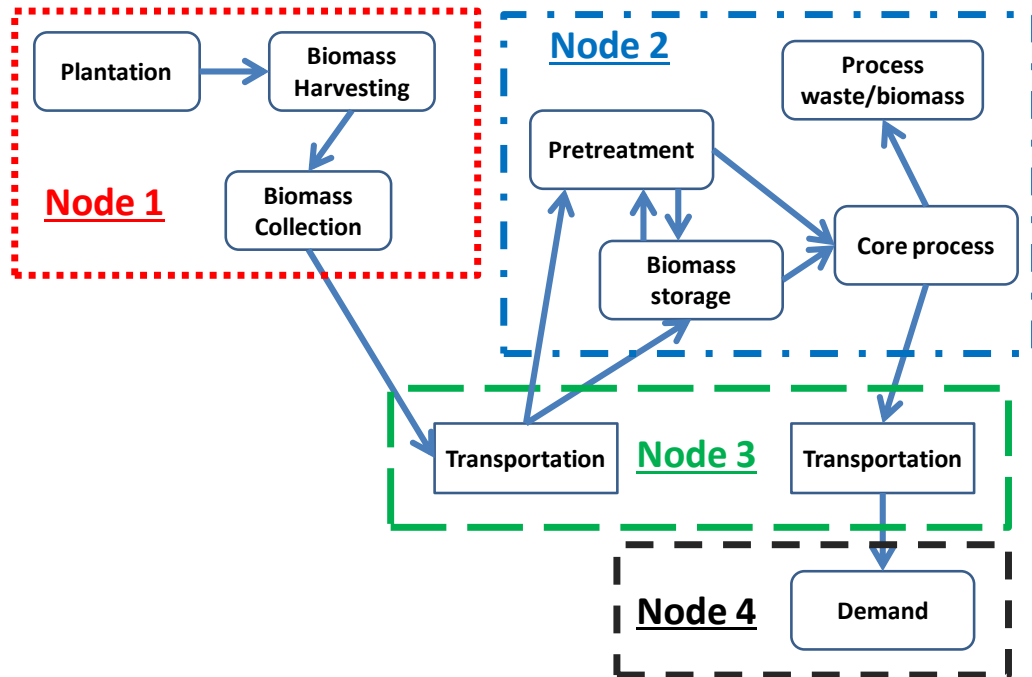 Plantation
Biomass
Harvesting
Node 1
Biomass
Collection
Node 2
Process
waste/biomass
Pretreatment
Core process
Biomass
storage
Transportation
Node 3
Transportation
Node 4
Demand